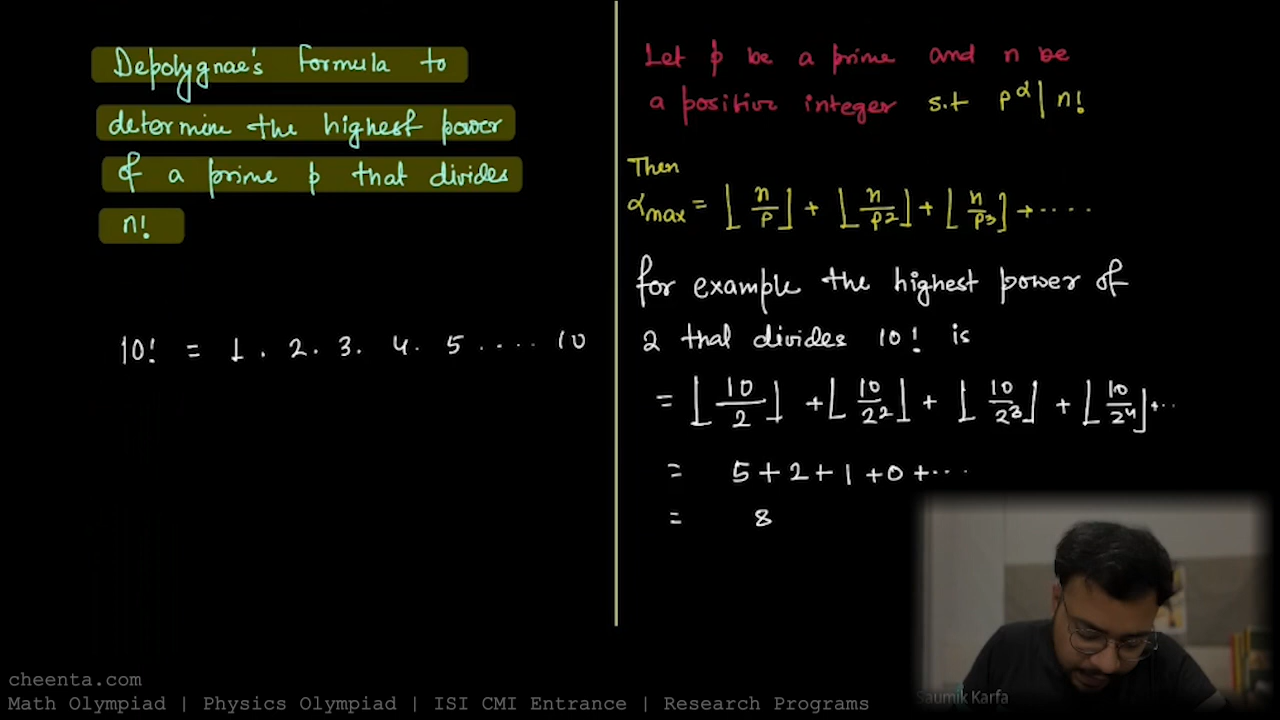 Depolygnae's formula to
determine the highest power
of a prime p that divides
n!
10! = 1 . 2 . 3 . 4 . 5 . . . . . 10
Let p be a prime and n be
a positive integer s.t p^α | n!
Then
α_max = ⌊n/p⌋ + ⌊n/p²⌋ + ⌊n/p³⌋ + ....
for example the highest power of
2 that divides 10! is
= ⌊10/2⌋ + ⌊10/2²⌋ + ⌊10/2³⌋ + ⌊10/2⁴⌋ + ...
= 5 + 2 + 1 + 0 + ...
= 8
Saumik Karfa
cheenta.com
Math Olympiad | Physics Olympiad | ISI CMI Entrance | Research Programs